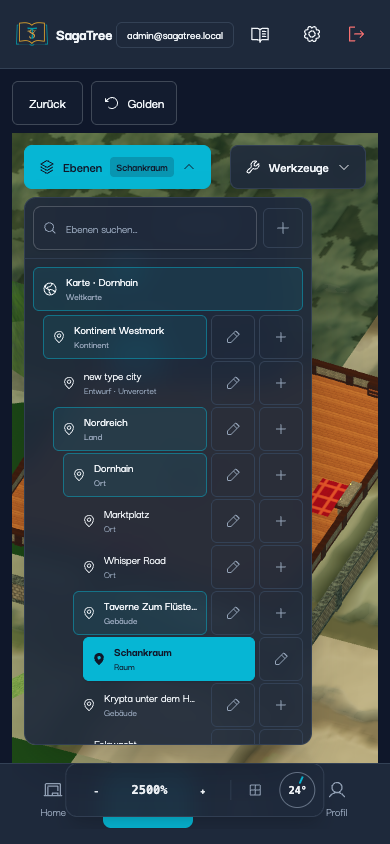 SagaTree
admin@sagatree.local
Zurück
Golden
Ebenen
Schankraum
Werkzeuge
Ebenen suchen...
Karte · Dornhain
Weltkarte
Kontinent Westmark
Kontinent
new type city
Entwurf · Unverortet
Nordreich
Land
Dornhain
Ort
Marktplatz
Ort
Whisper Road
Ort
Taverne Zum Flüste...
Gebäude
Schankraum
Raum
Krypta unter dem H...
Gebäude
- 2500% +
24°
Home
Profil